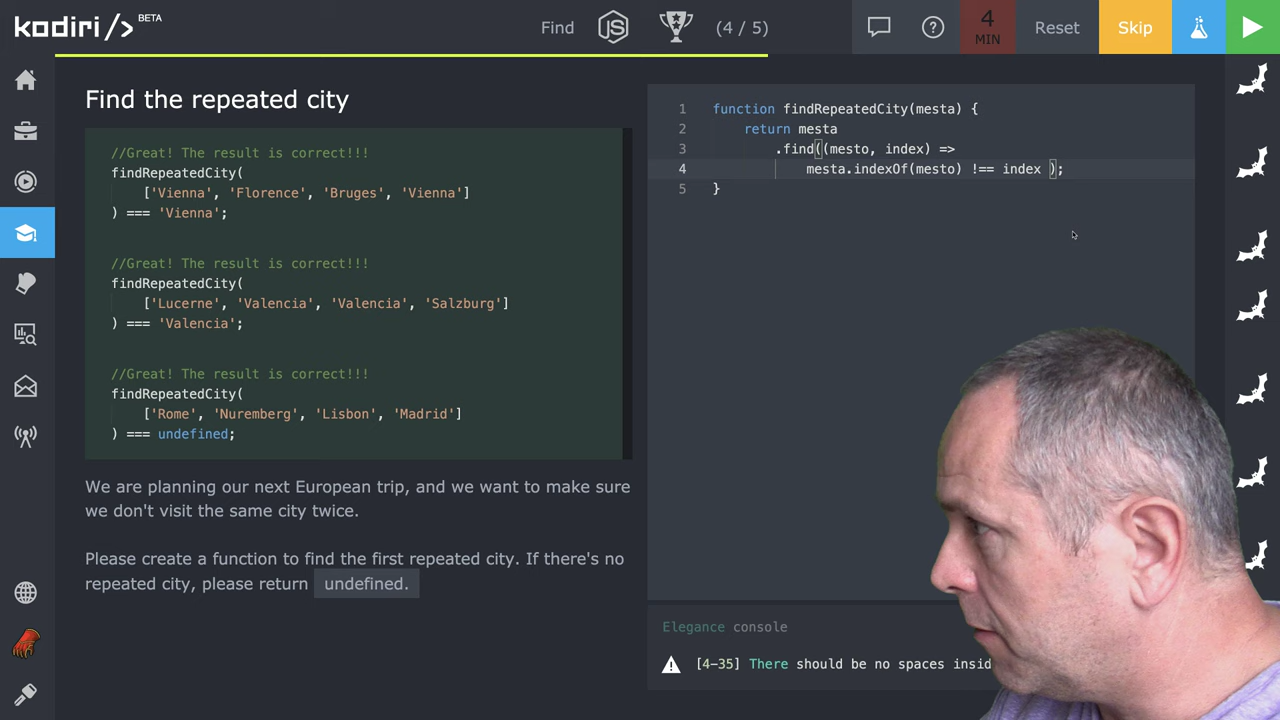 kodiri/> BETA
Find
JS
(4 / 5)
4
MIN
Reset
Skip
Find the repeated city
//Great! The result is correct!!!
findRepeatedCity(
['Vienna', 'Florence', 'Bruges', 'Vienna']
) === 'Vienna';
//Great! The result is correct!!!
findRepeatedCity(
['Lucerne', 'Valencia', 'Valencia', 'Salzburg']
) === 'Valencia';
//Great! The result is correct!!!
findRepeatedCity(
['Rome', 'Nuremberg', 'Lisbon', 'Madrid']
) === undefined;
We are planning our next European trip, and we want to make sure
we don't visit the same city twice.
Please create a function to find the first repeated city. If there's no
repeated city, please return undefined.
1 function findRepeatedCity(mesta) {
2 return mesta
3 .find((mesto, index) =>
4 mesta.indexOf(mesto) !== index );
5 }
Elegance console
[4-35] There should be no spaces